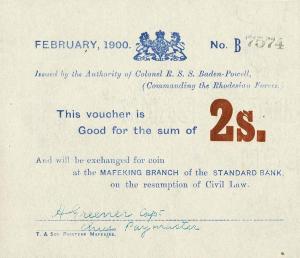 FEBRUARY, 1900. No. B 7574
Issued by the Authority of Colonel R. S. S. Baden-Powell,
(Commanding the Rhodesian Forces.
This voucher is
Good for the sum of 2s.
And will be exchanged for coin
at the MAFEKING BRANCH of the STANDARD BANK,
on the resumption of Civil Law.
H Greener Capt
Chief Paymaster
T. & Son Printers Mafeking.